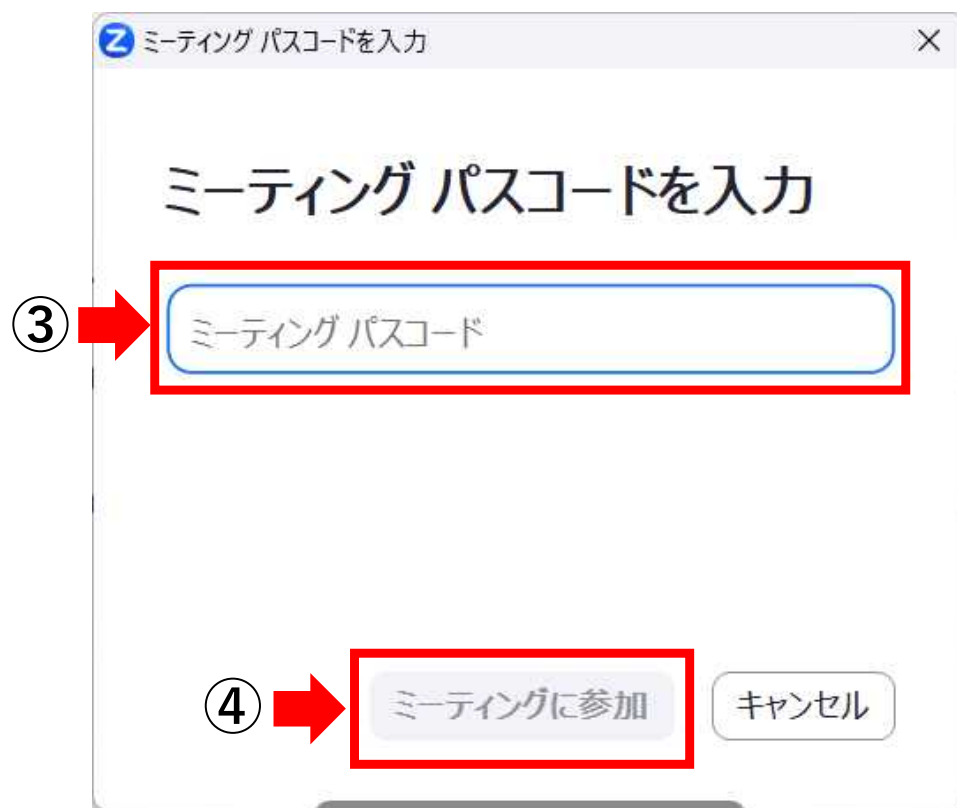 ミーティング パスコードを入力
ミーティング パスコードを入力
③
ミーティング パスコード
④
ミーティングに参加
キャンセル